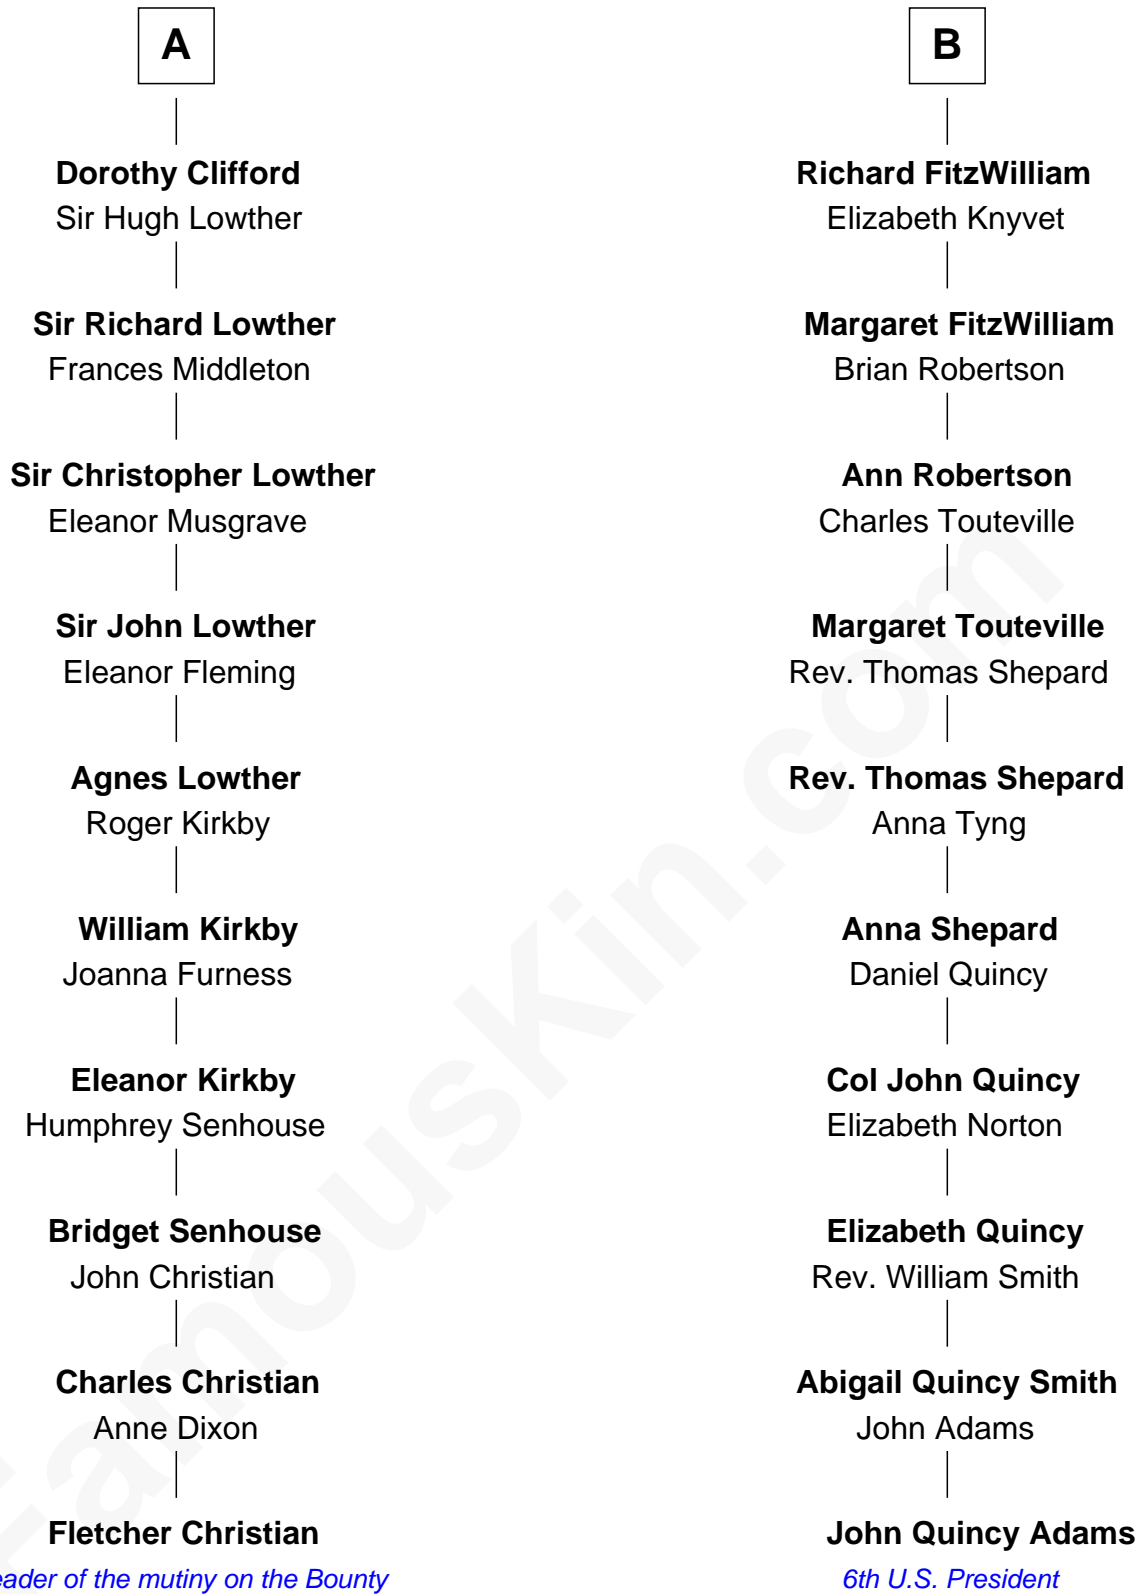 A
Dorothy Clifford
Sir Hugh Lowther
Sir Richard Lowther
Frances Middleton
Sir Christopher Lowther
Eleanor Musgrave
Sir John Lowther
Eleanor Fleming
Agnes Lowther
Roger Kirkby
William Kirkby
Joanna Furness
Eleanor Kirkby
Humphrey Senhouse
Bridget Senhouse
John Christian
Charles Christian
Anne Dixon
Fletcher Christian
eader of the mutiny on the Bounty
B
Richard FitzWilliam
Elizabeth Knyvet
Margaret FitzWilliam
Brian Robertson
Ann Robertson
Charles Touteville
Margaret Touteville
Rev. Thomas Shepard
Rev. Thomas Shepard
Anna Tyng
Anna Shepard
Daniel Quincy
Col John Quincy
Elizabeth Norton
Elizabeth Quincy
Rev. William Smith
Abigail Quincy Smith
John Adams
John Quincy Adams
6th U.S. President
FamousKin.com